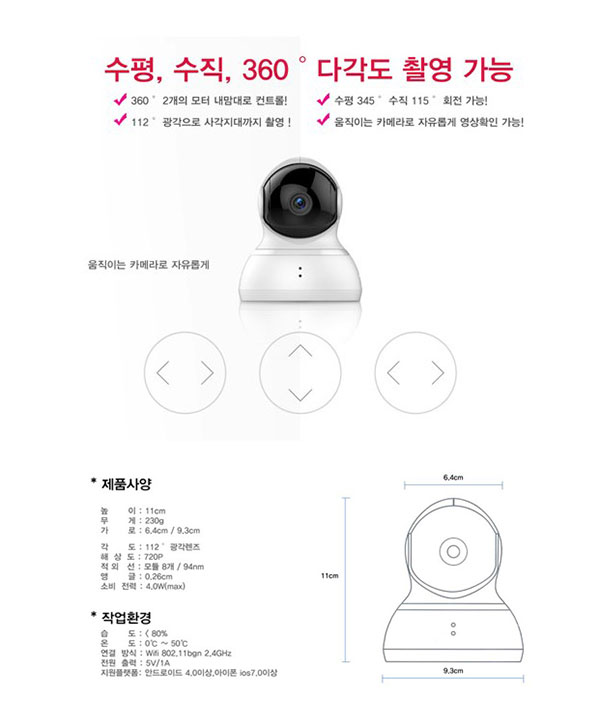 수평, 수직, 360 ° 다각도 촬영 가능
360 ° 2개의 모터 내맘대로 컨트롤!
수평 345 ° 수직 115 ° 회전 가능!
112 ° 광각으로 사각지대까지 촬영 !
움직이는 카메라로 자유롭게 영상확인 가능!
움직이는 카메라로 자유롭게
* 제품사양
높 이 : 11cm
무 게 : 230g
가 로 : 6,4cm / 9,3cm
각 도 : 112 ° 광각렌즈
해 상 도 : 720P
적 외 선 : 모듈 8개 / 94nm
앵 글 : 0,26cm
소비 전력 : 4,0W(max)
* 작업환경
습 도 : < 80%
온 도 : 0℃ ~ 50℃
연결 방식 : Wifi 802,11bgn 2,4GHz
전원 출력 : 5V/1A
지원플랫폼: 안드로이드 4,0이상,아이폰 ios7,0이상
6,4cm
11cm
9,3cm